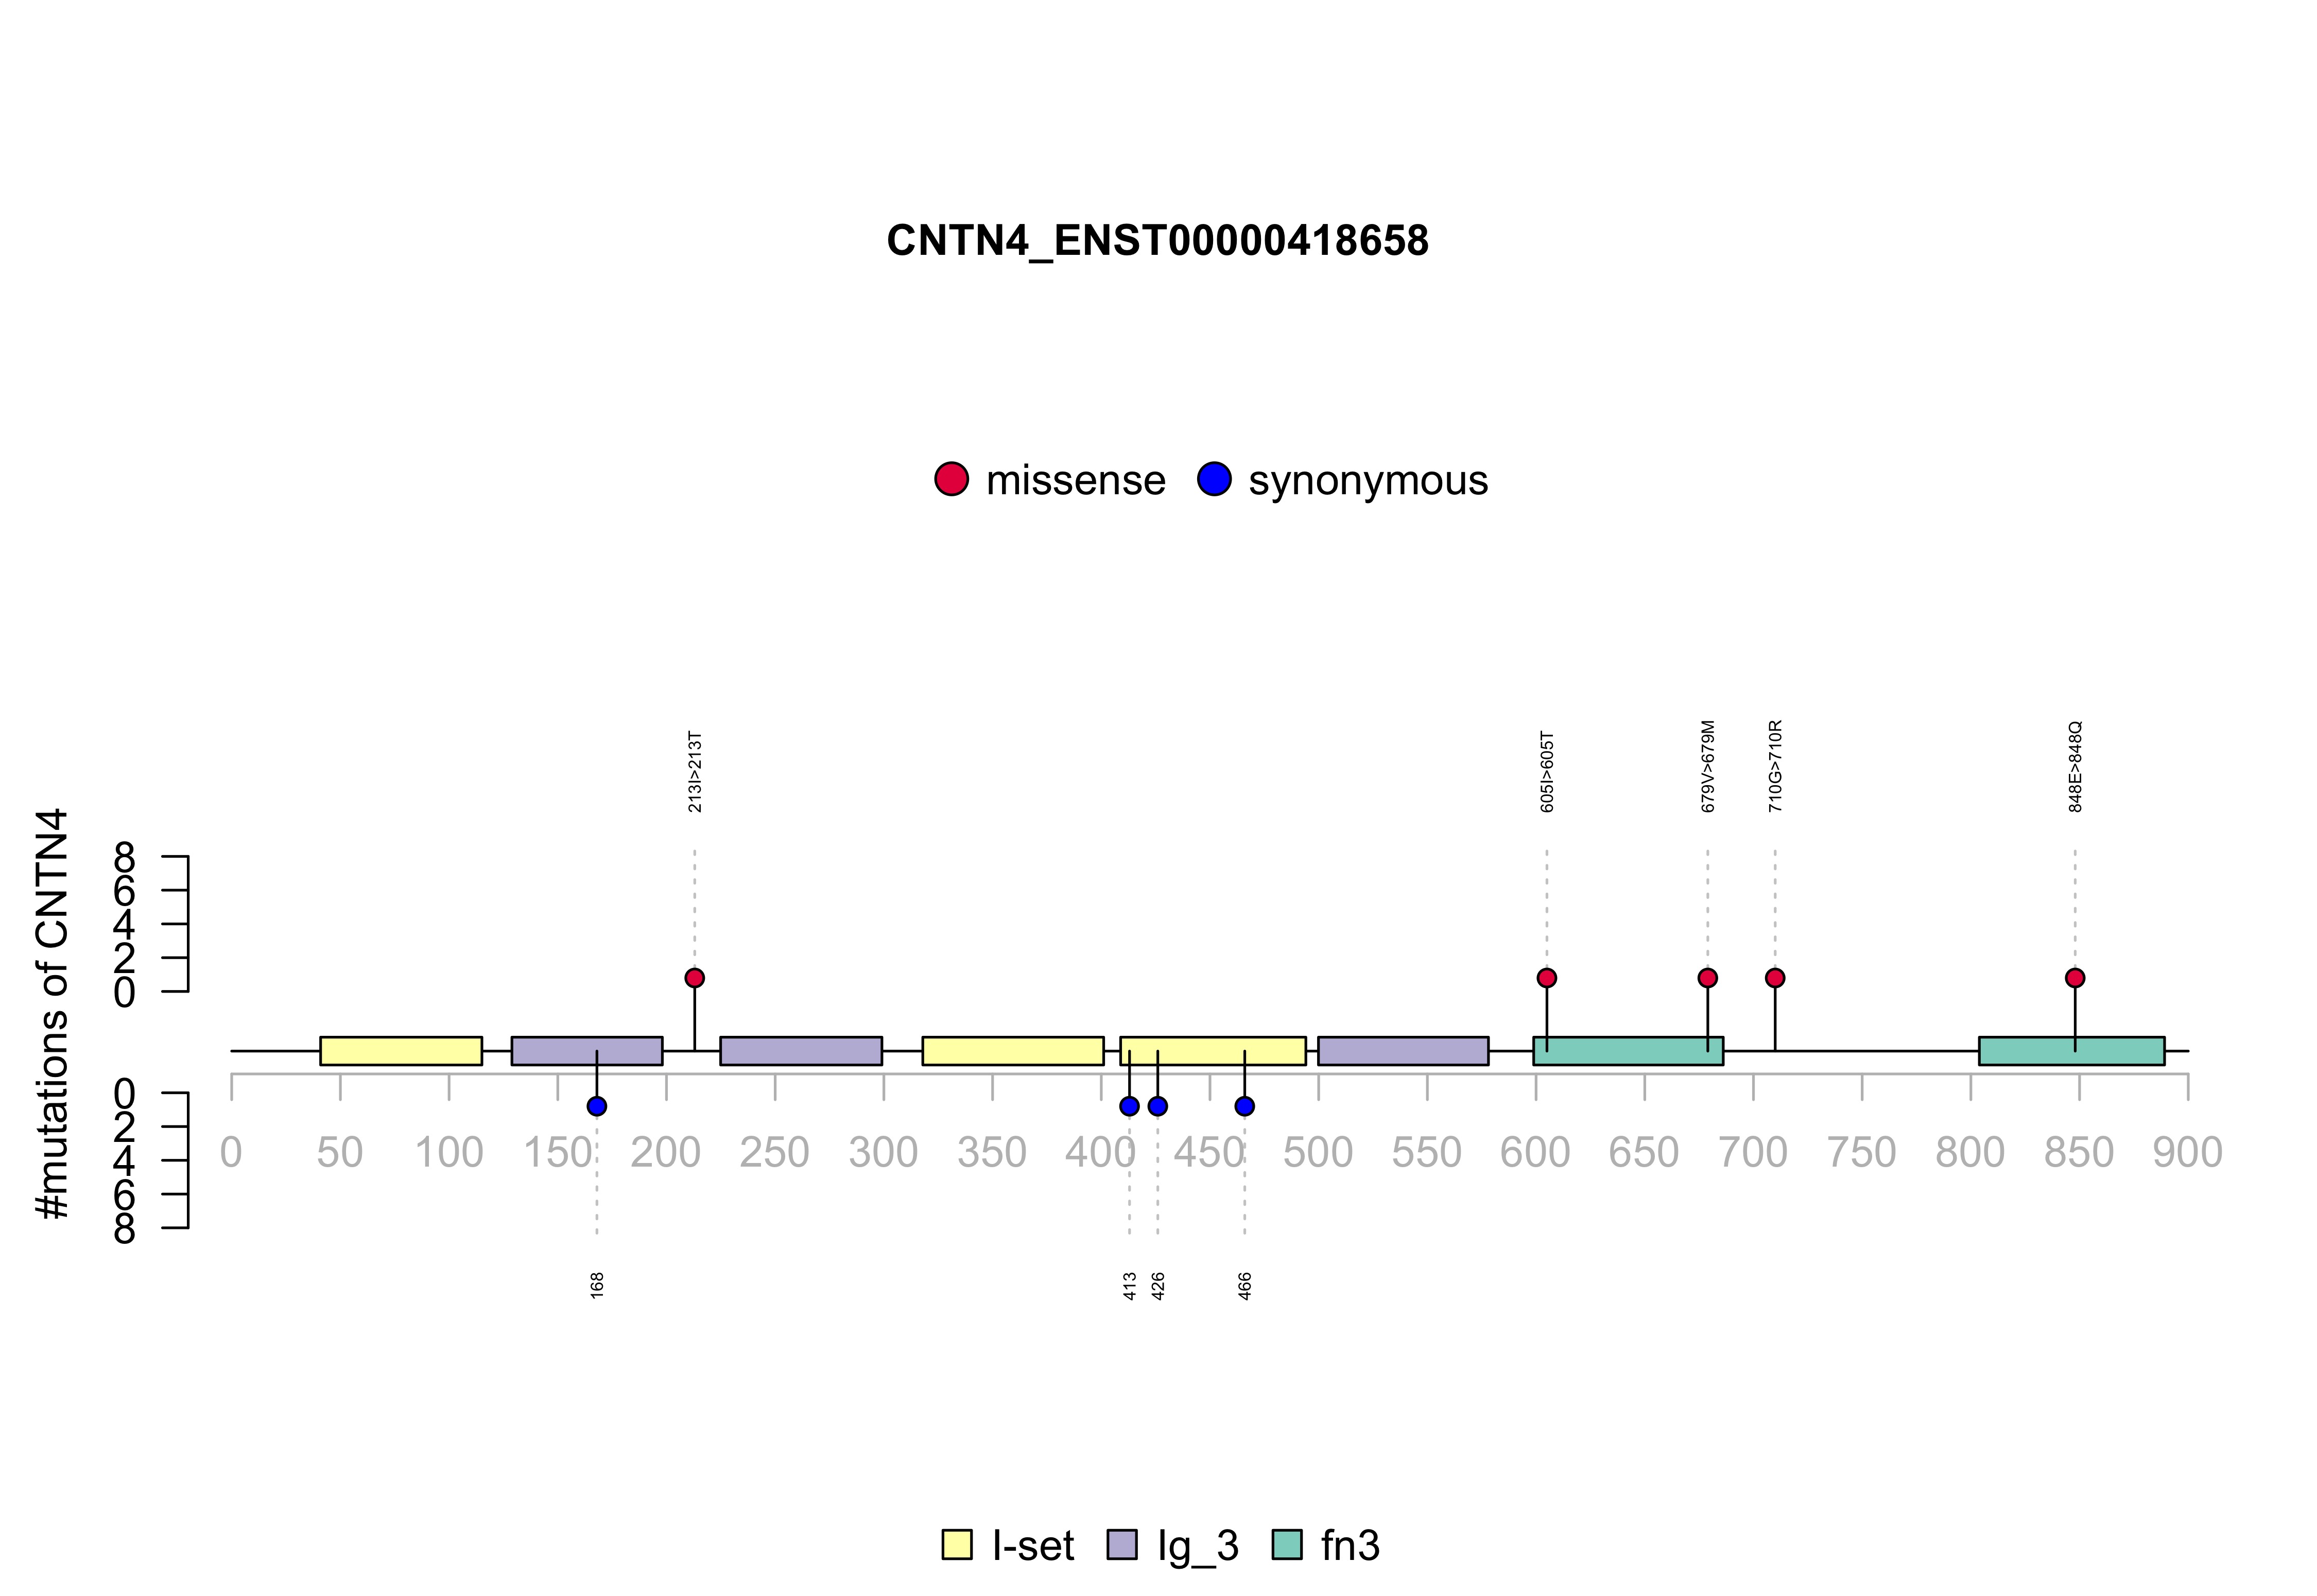 CNTN4_ENST00000418658
missense synonymous
213I>213T 605I>605T 679V>679M 710G>710R 848E>848Q
#mutations of CNTN4
8
6
4
2
0
0
2
4
6
8
0 50 100 150 200 250 300 350 400 450 500 550 600 650 700 750 800 850 900
168 413 426 466
I-set Ig_3 fn3